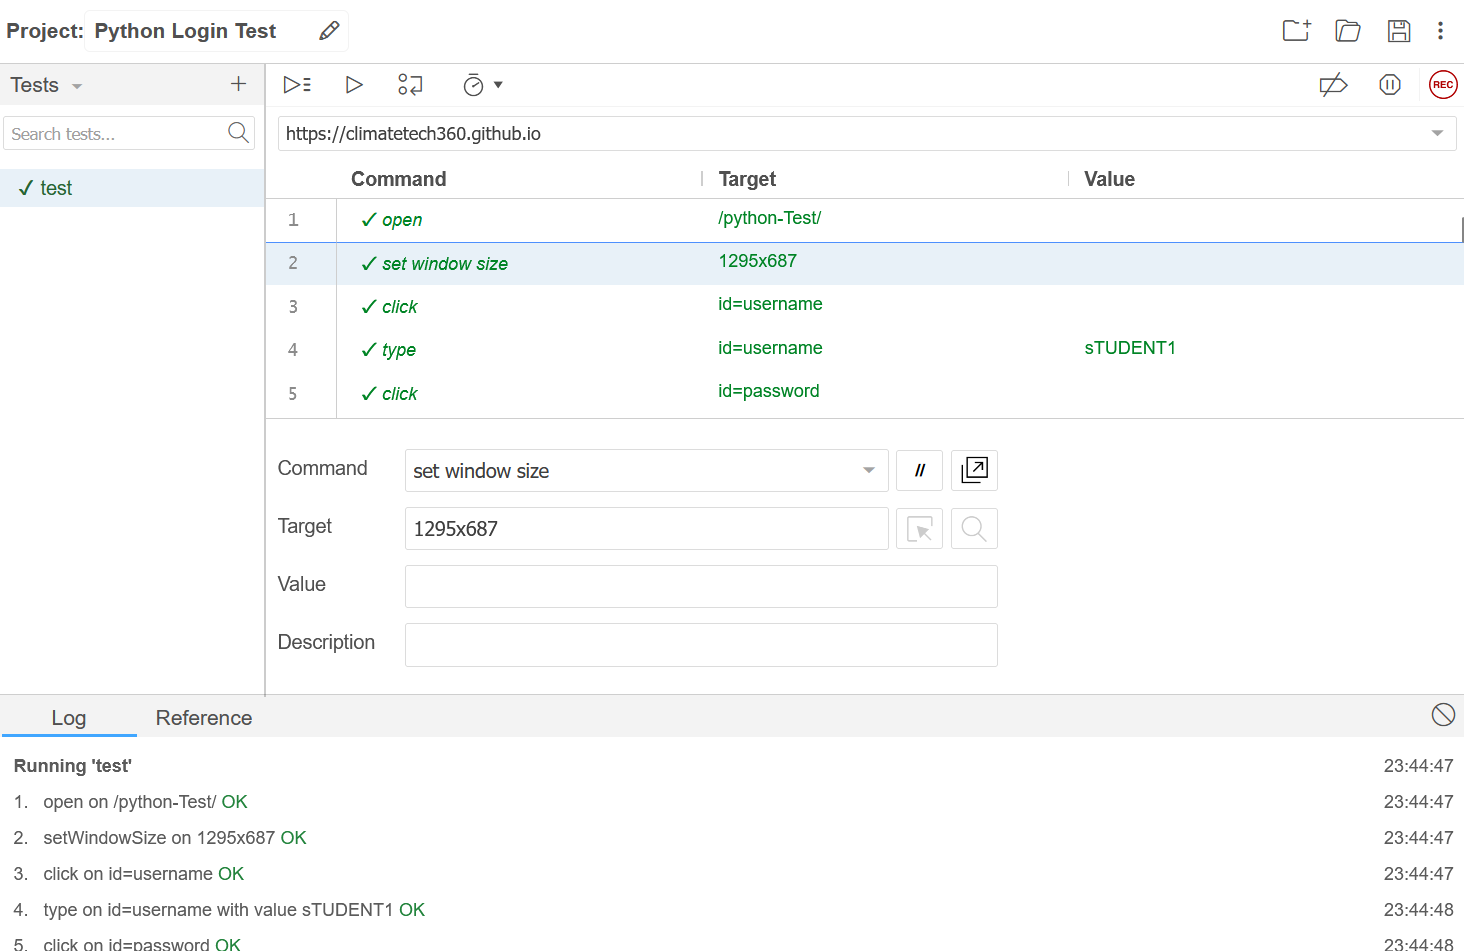 Project: Python Login Test
Tests
REC
Search tests...
https://climatetech360.github.io
✓ test
Command Target Value
1 ✓ open /python-Test/
2 ✓ set window size 1295x687
3 ✓ click id=username
4 ✓ type id=username sTUDENT1
5 ✓ click id=password
Command set window size //
Target 1295x687
Value
Description
Log Reference
Running 'test' 23:44:47
1. open on /python-Test/ OK 23:44:47
2. setWindowSize on 1295x687 OK 23:44:47
3. click on id=username OK 23:44:47
4. type on id=username with value sTUDENT1 OK 23:44:48
5. click on id=password OK 23:44:48